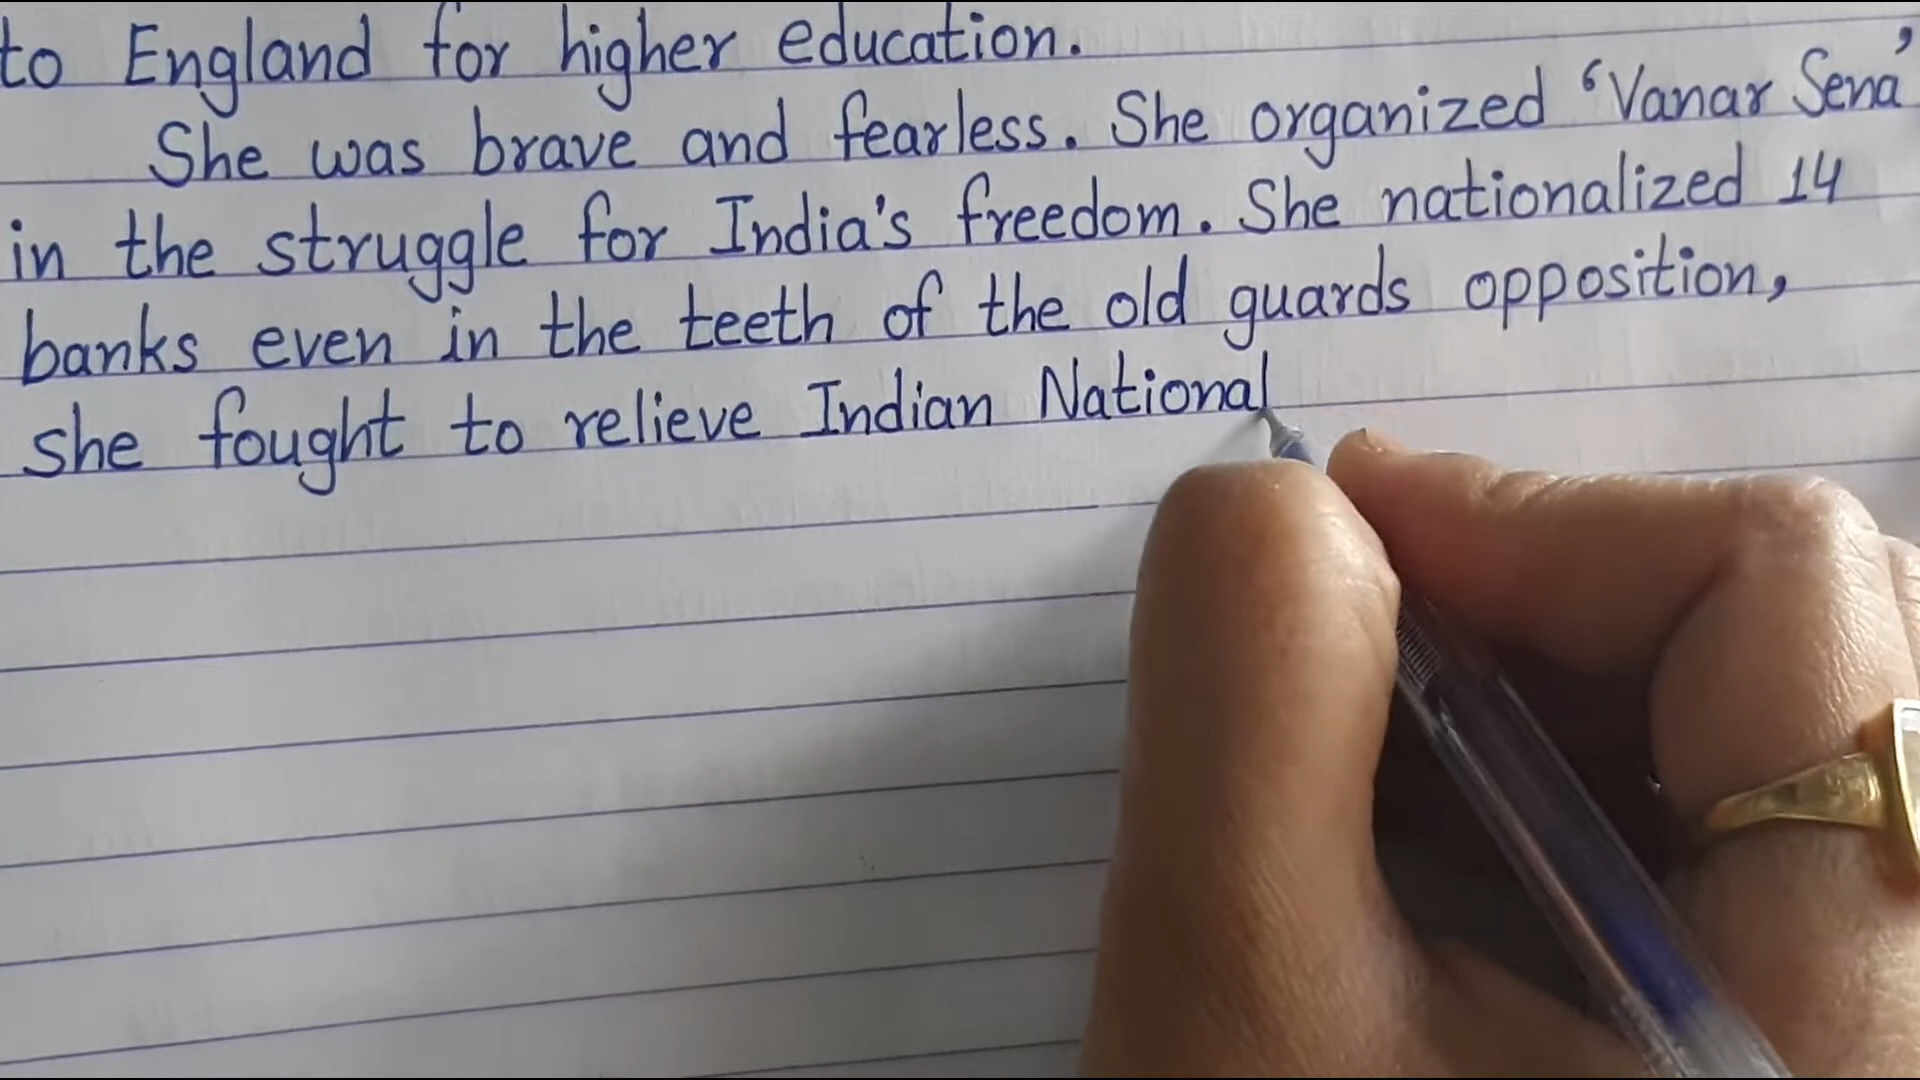 to England for higher education.
She was brave and fearless. She organized 'Vanar Sena'
in the struggle for India's freedom. She nationalized 14
banks even in the teeth of the old guards opposition,
she fought to relieve Indian National